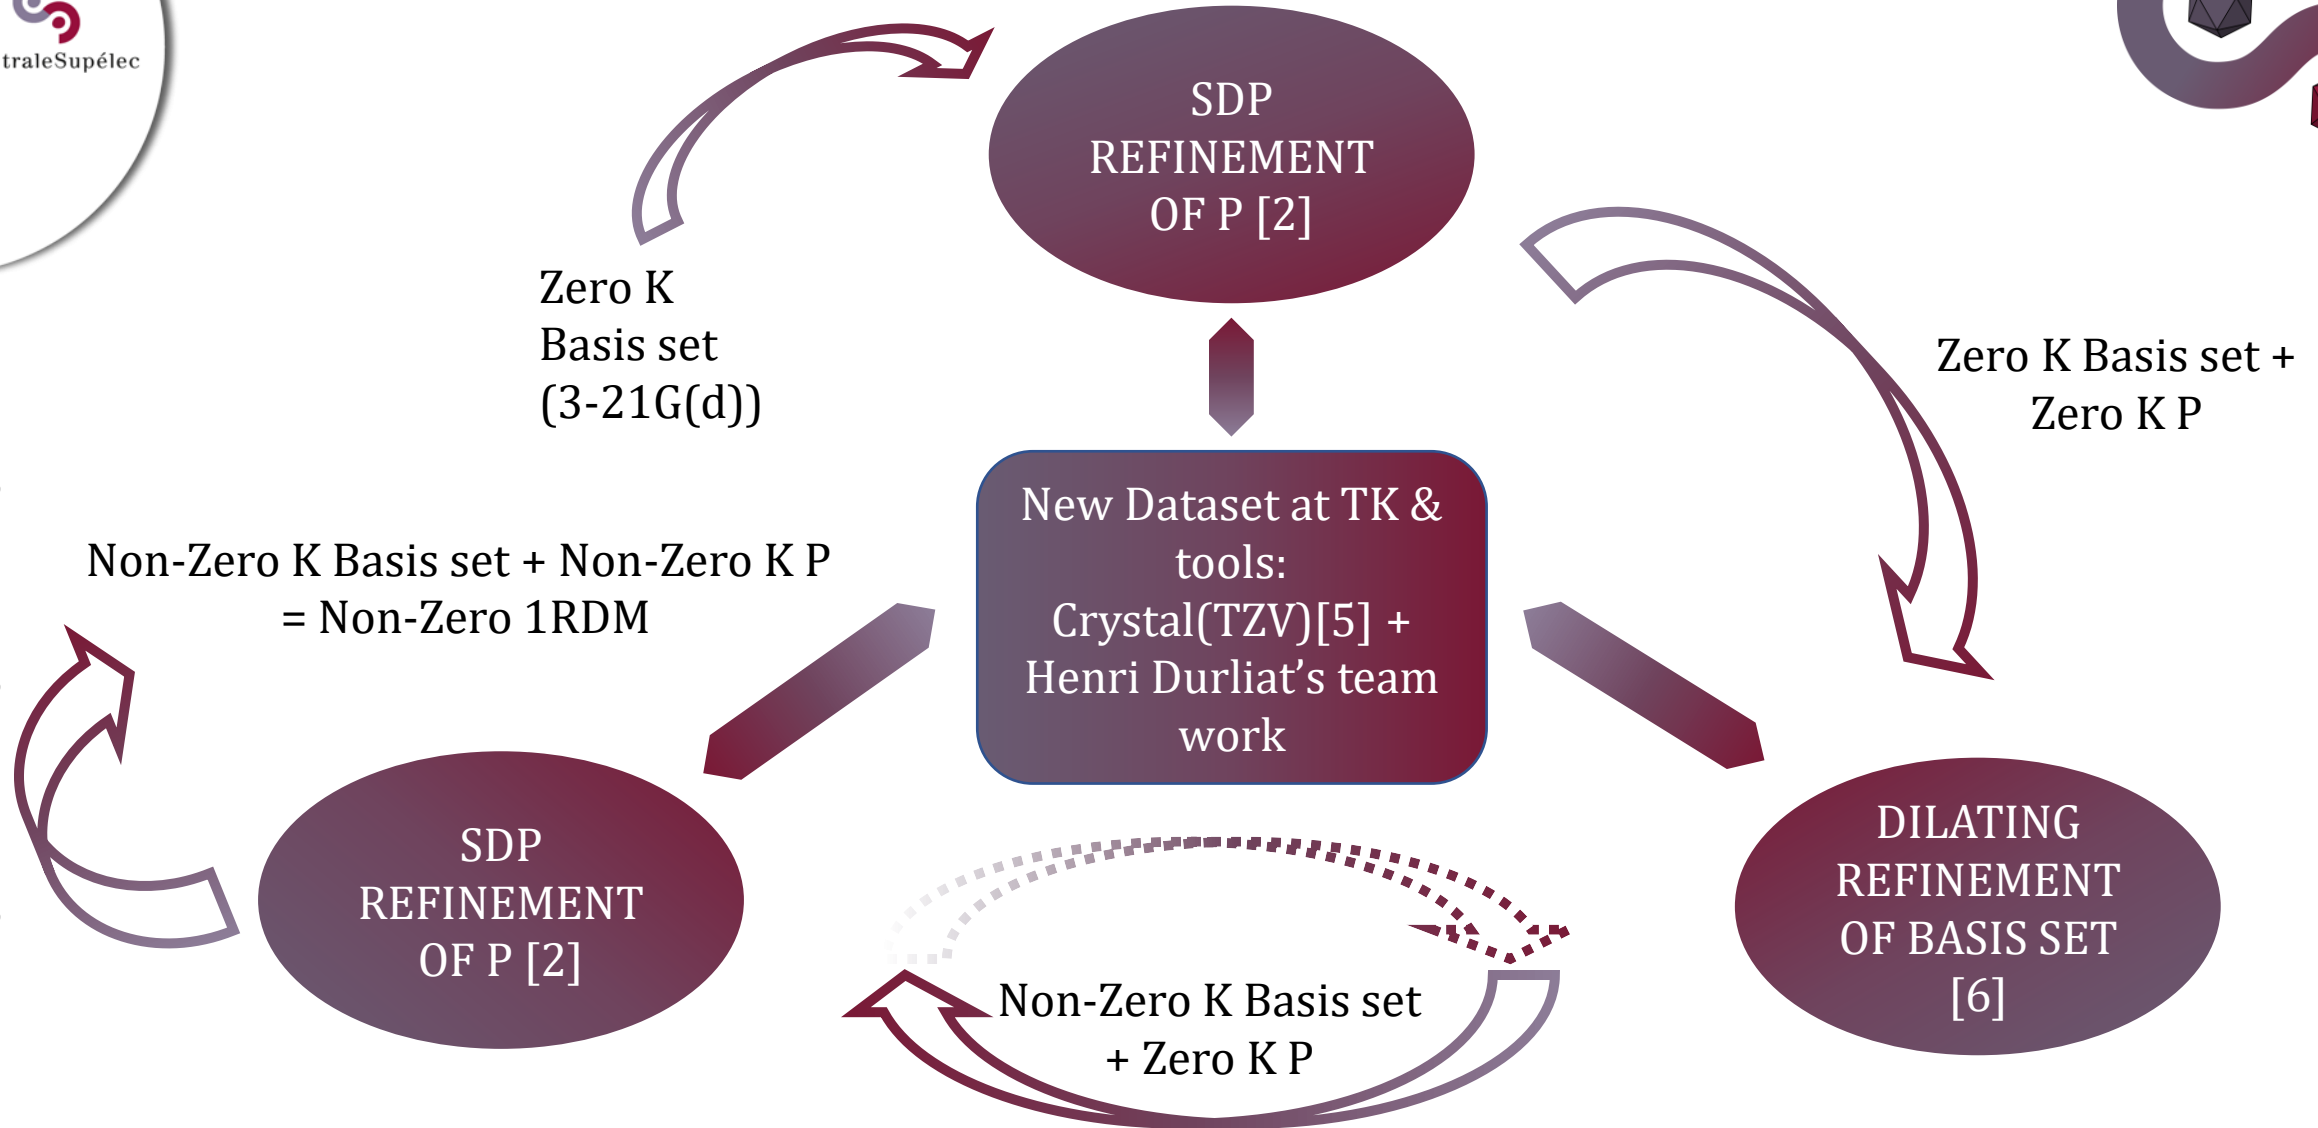 traleSupélec
SDP
REFINEMENT
OF P [2]
Zero K
Basis set
(3-21G(d))
Zero K Basis set +
Zero K P
New Dataset at TK &
tools:
Crystal(TZV)[5] +
Henri Durliat’s team
work
Non-Zero K Basis set + Non-Zero K P
= Non-Zero 1RDM
SDP
REFINEMENT
OF P [2]
DILATING
REFINEMENT
OF BASIS SET
[6]
Non-Zero K Basis set
+ Zero K P